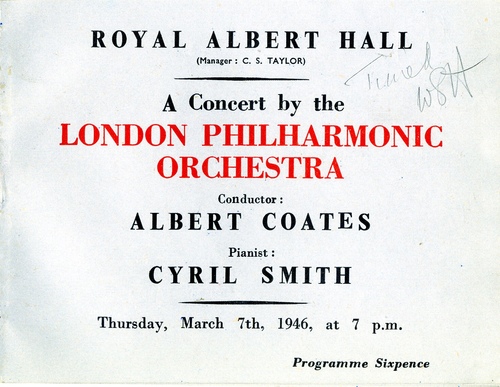 ROYAL ALBERT HALL
(Manager : C. S. TAYLOR)
Timed
A Concert by the
LONDON PHILHARMONIC
ORCHESTRA
Conductor :
ALBERT COATES
Pianist :
CYRIL SMITH
Thursday, March 7th, 1946, at 7 p.m.
Programme Sixpence